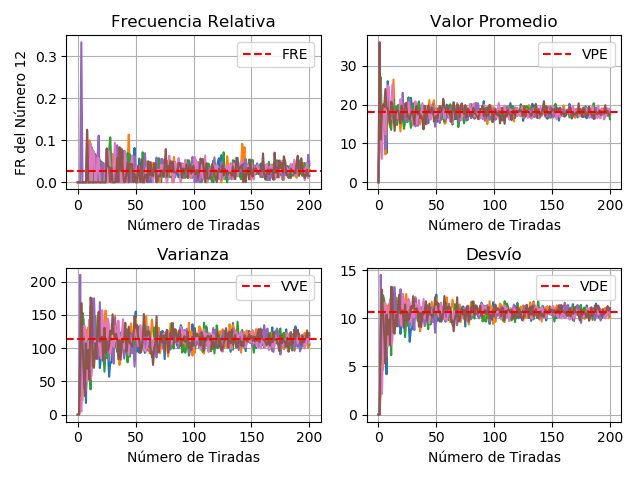 Frecuencia Relativa
FR del Número 12
0.3
0.2
0.1
0.0
FRE
0 50 100 150 200
Número de Tiradas
Valor Promedio
30
20
10
0
VPE
0 50 100 150 200
Número de Tiradas
Varianza
200
150
100
50
0
VVE
0 50 100 150 200
Número de Tiradas
Desvío
15
10
5
0
VDE
0 50 100 150 200
Número de Tiradas